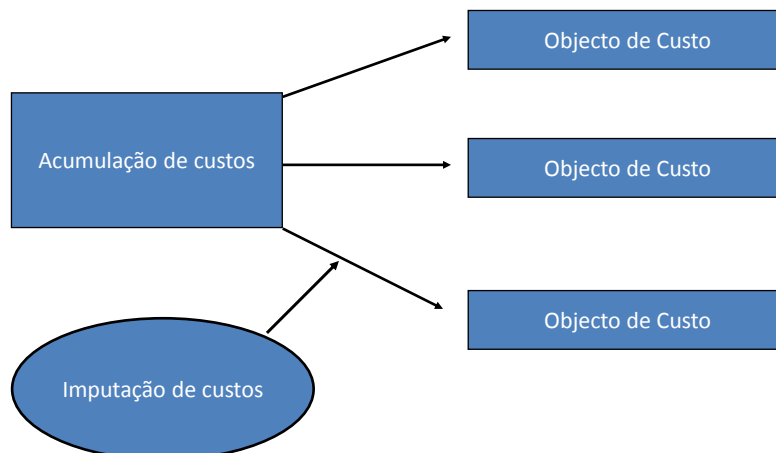 Objecto de Custo
Acumulação de custos
Objecto de Custo
Objecto de Custo
Imputação de custos